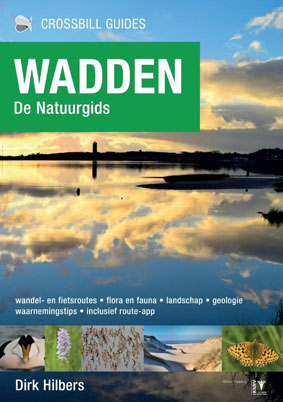 CROSSBILL GUIDES
WADDEN
De Natuurgids
wandel- en fietsroutes • flora en fauna • landschap • geologie
waarnemingstips • inclusief route-app
Dirk Hilbers